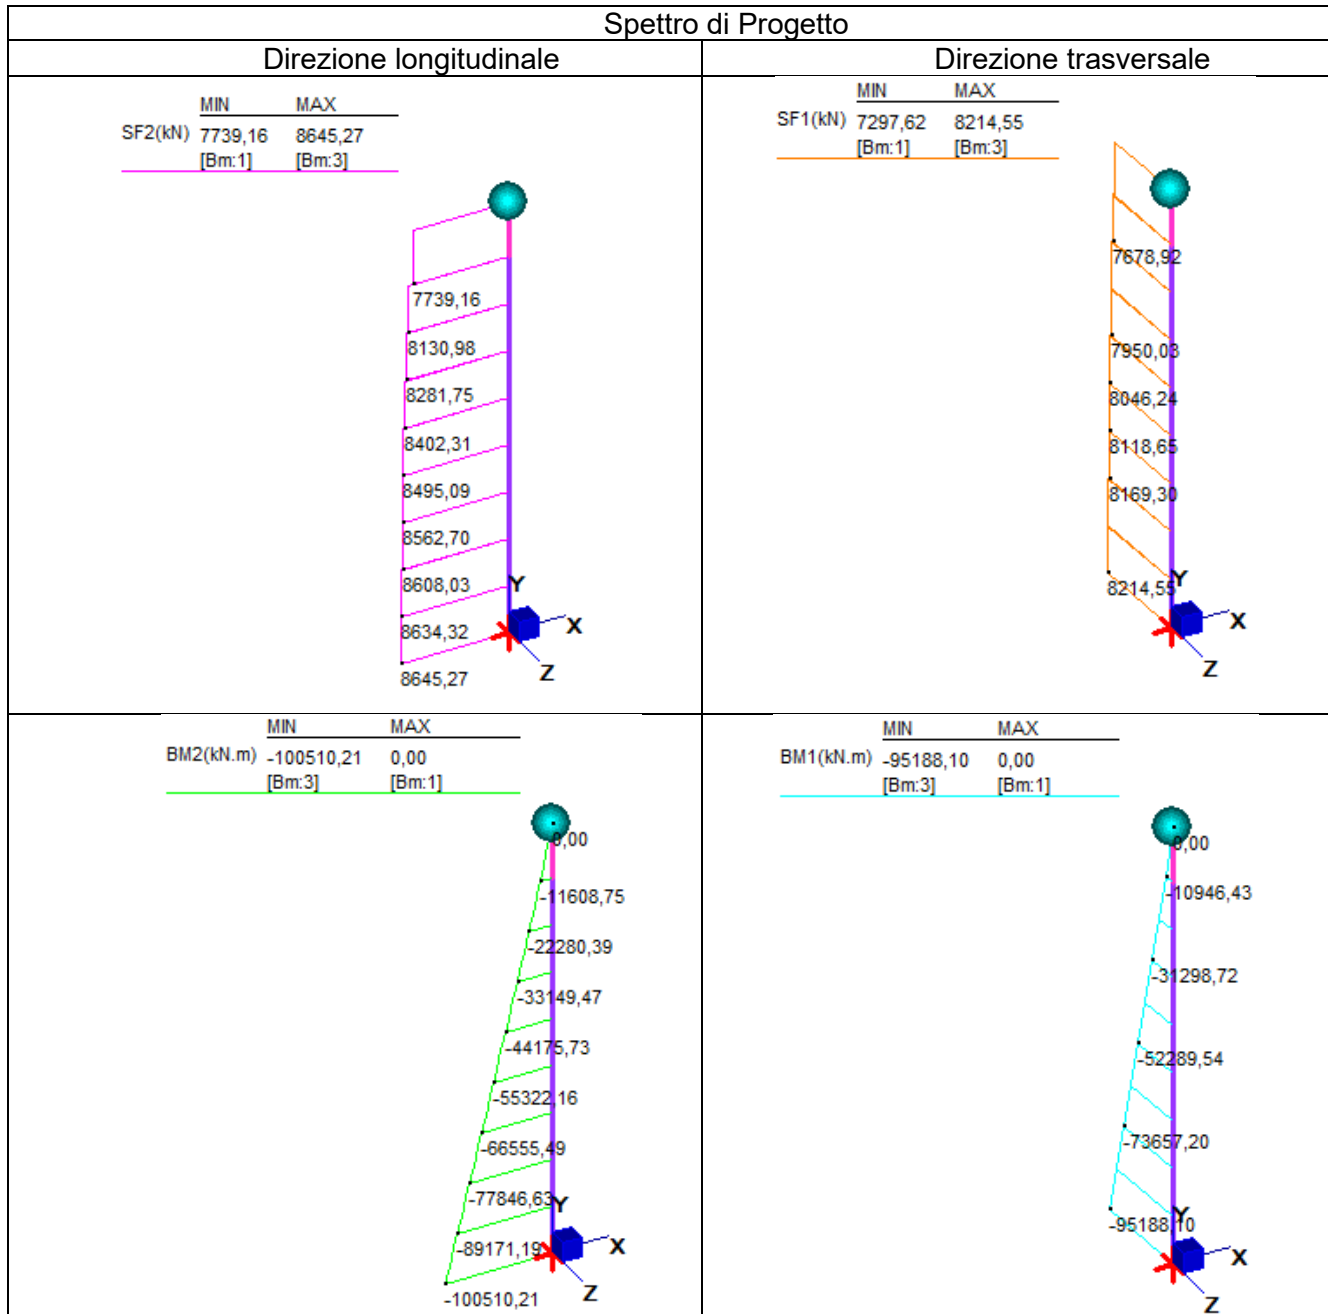 Spettro di Progetto
Direzione longitudinale
Direzione trasversale
MIN MAX
SF2(kN) 7739,16 8645,27
[Bm:1] [Bm:3]
7739,16
8130,98
8281,75
8402,31
8495,09
8562,70
8608,03
8634,32
8645,27
Y
X
Z
MIN MAX
SF1(kN) 7297,62 8214,55
[Bm:1] [Bm:3]
7678,92
7950,03
8046,24
8118,65
8169,30
8214,55
Y
X
Z
MIN MAX
BM2(kN.m) -100510,21 0,00
[Bm:3] [Bm:1]
0,00
-11608,75
-22280,39
-33149,47
-44175,73
-55322,16
-66555,49
-77846,63
-89171,19
-100510,21
Y
X
Z
MIN MAX
BM1(kN.m) -95188,10 0,00
[Bm:3] [Bm:1]
0,00
-10946,43
-31298,72
-52289,54
-73657,20
-95188,10
Y
X
Z